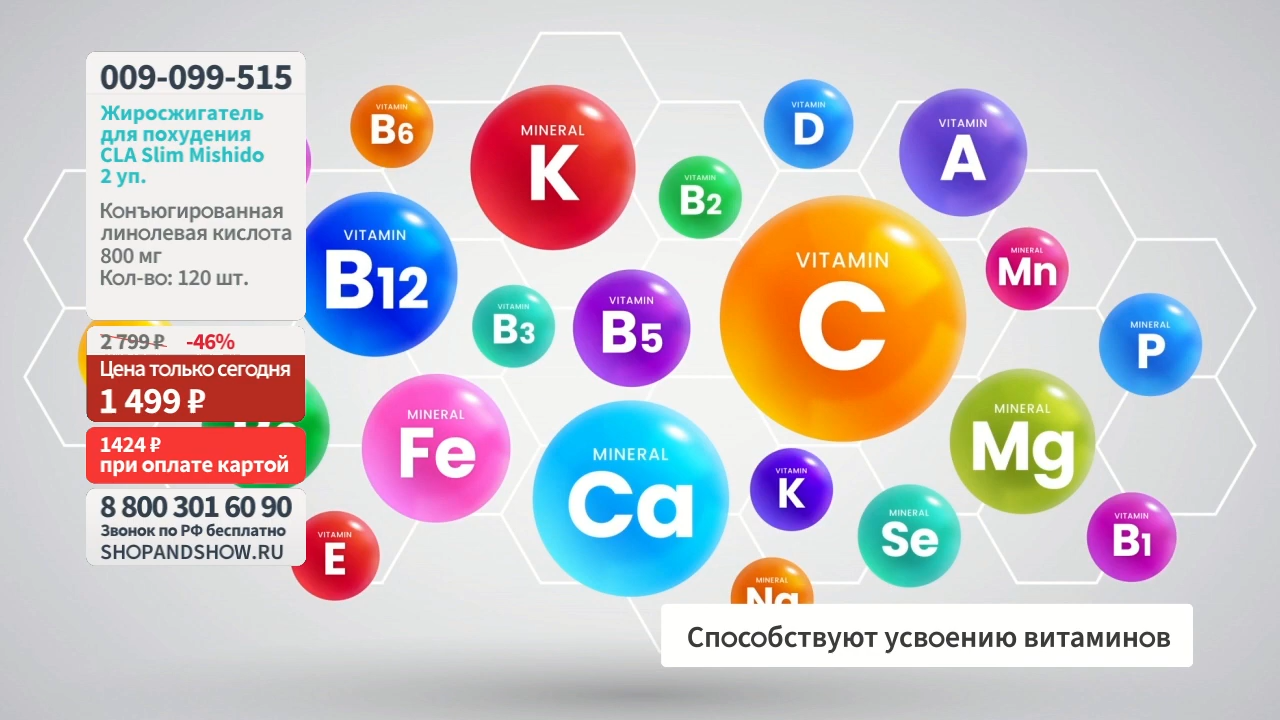 009-099-515
Жиросжигатель
для похудения
CLA Slim Mishido
2 уп.
Конъюгированная
линолевая кислота
800 мг
Кол-во: 120 шт.
2 799 ₽ -46%
Цена только сегодня
1 499 ₽
1424 ₽
при оплате картой
8 800 301 60 90
Звонок по РФ бесплатно
SHOPANDSHOW.RU
VITAMIN
B6
MINERAL
K
VITAMIN
B2
VITAMIN
D
VITAMIN
A
VITAMIN
B12
VITAMIN
B3
VITAMIN
B5
VITAMIN
C
MINERAL
Mn
MINERAL
P
MINERAL
Fe
MINERAL
Ca
VITAMIN
K
MINERAL
Mg
MINERAL
Se
VITAMIN
B1
VITAMIN
E
MINERAL
Na
Способствуют усвоению витаминов